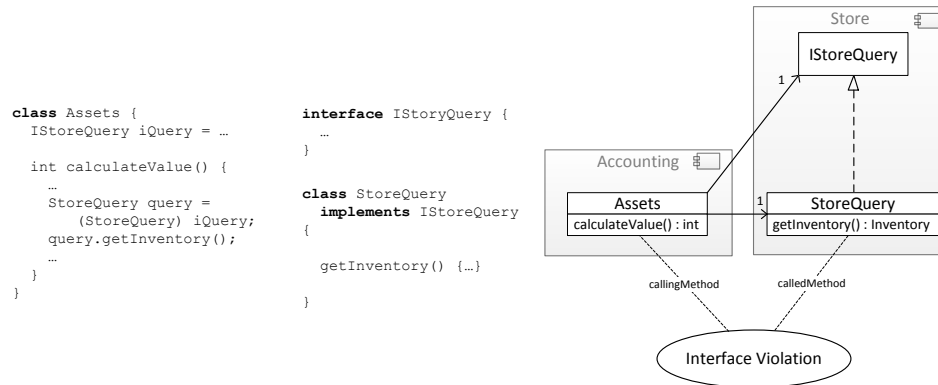 class Assets {
IStoreQuery iQuery = …
int calculateValue() {
…
StoreQuery query =
(StoreQuery) iQuery;
query.getInventory();
…
}
}
interface IStoryQuery {
…
}
class StoreQuery
implements IStoreQuery
{
getInventory() {…}
}
Store
IStoreQuery
1
Accounting
Assets
calculateValue() : int
1
StoreQuery
getInventory() : Inventory
callingMethod
calledMethod
Interface Violation